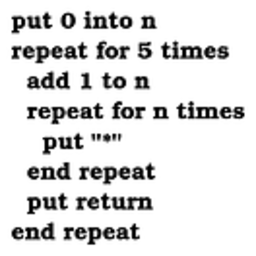 put 0 into n
repeat for 5 times
add 1 to n
repeat for n times
put "*"
end repeat
put return
end repeat